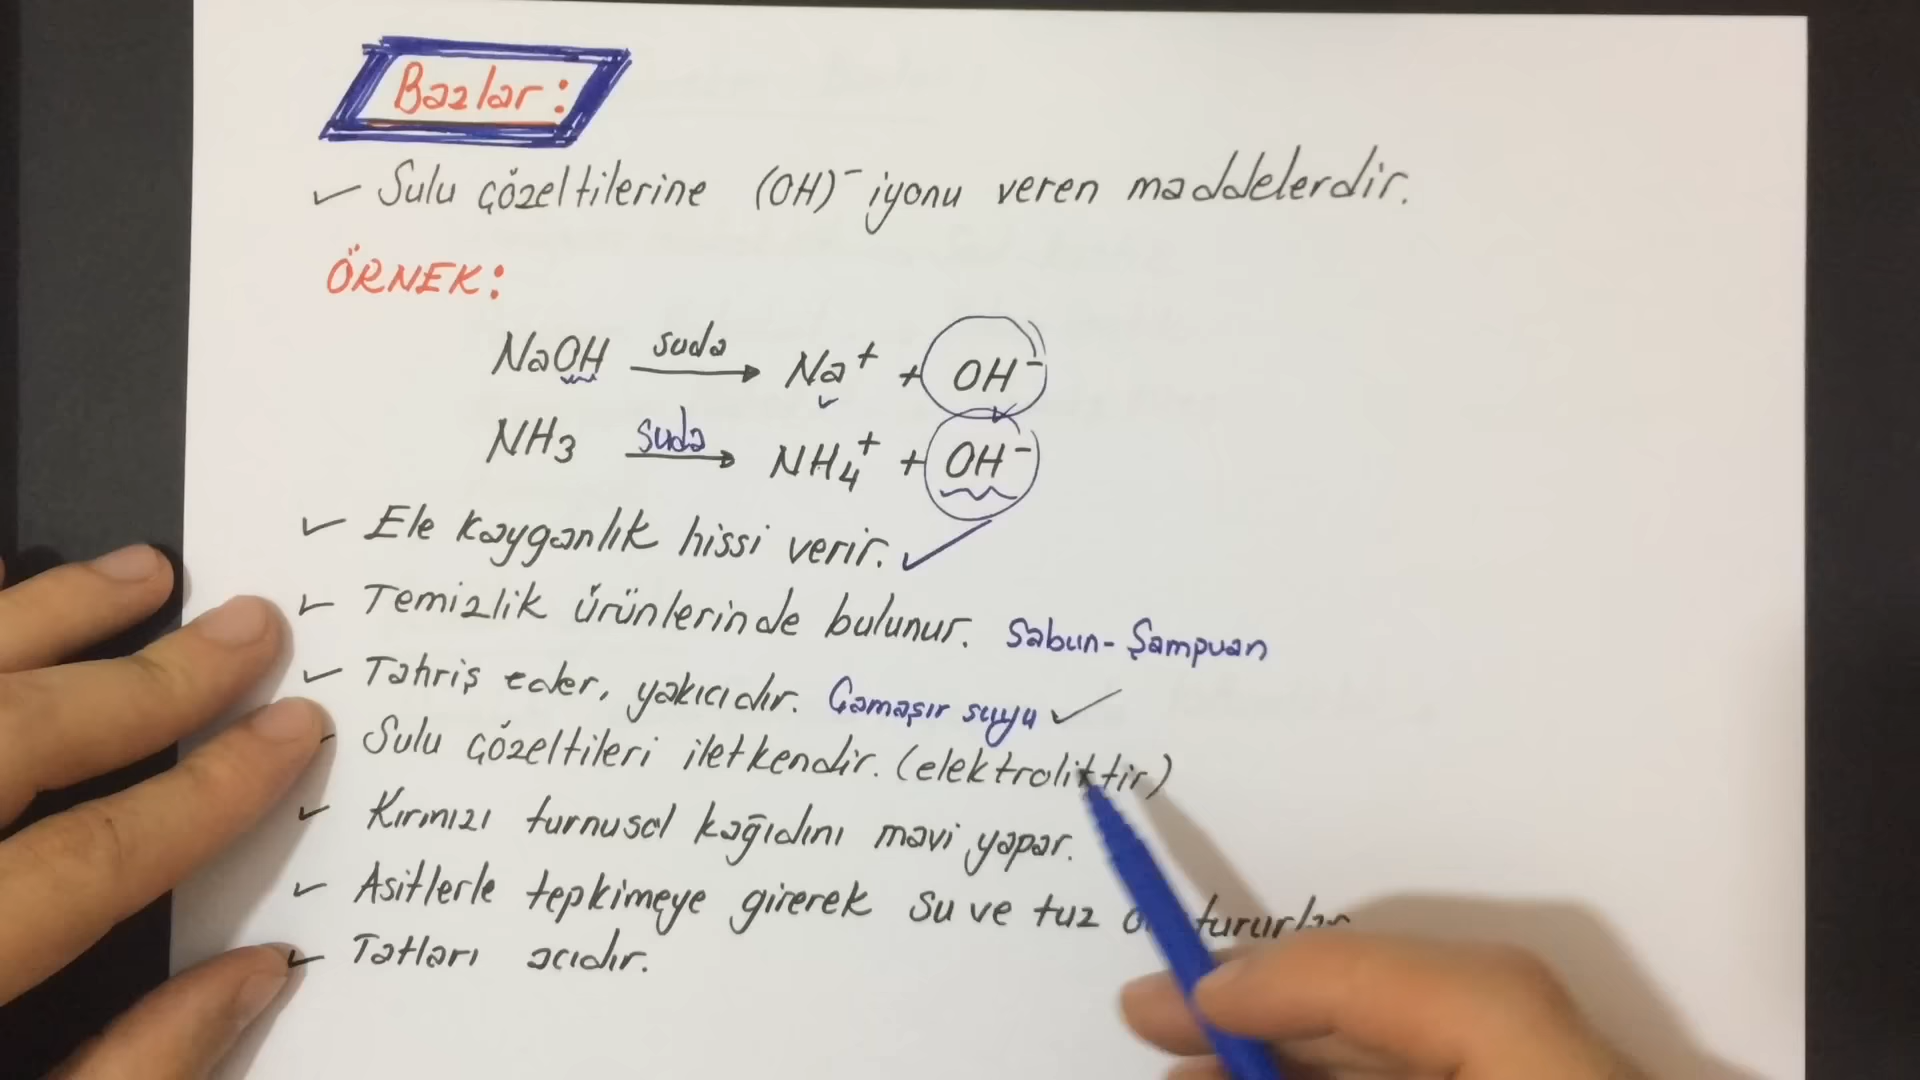 Bazlar:
✓ Sulu çözeltilerine (OH)⁻ iyonu veren maddelerdir.
ÖRNEK:
NaOH suda → Na⁺ + OH⁻
NH₃ suda → NH₄⁺ + OH⁻
✓ Ele kayganlık hissi verir. ✓
✓ Temizlik ürünlerinde bulunur. Sabun-Şampuan
✓ Tahriş eder, yakıcıdır. Çamaşır suyu ✓
✓ Sulu çözeltileri iletkendir. (elektrolittir)
✓ Kırmızı turnusol kağıdını mavi yapar.
✓ Asitlerle tepkimeye girerek su ve tuz
✓ Tatları acıdır.